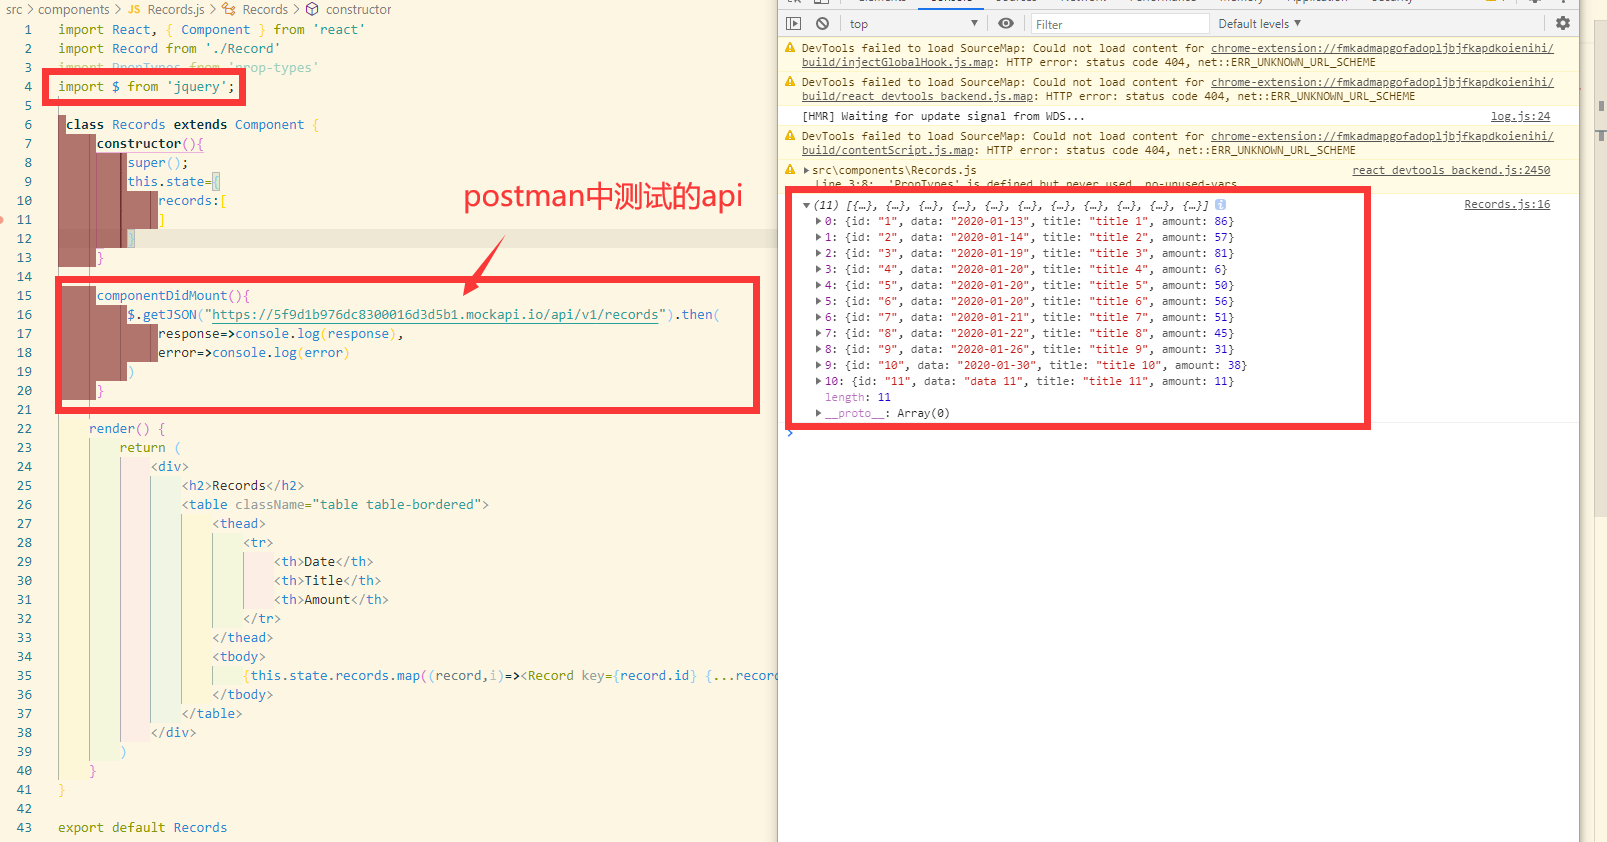 src > components > JS Records.js > Records > constructor
1 import React, { Component } from 'react'
2 import Record from './Record'
3 import PropTypes from 'prop-types'
4 import $ from 'jquery';
5
6 class Records extends Component {
7 constructor(){
8 super();
9 this.state={
10 records:[
11 ]
12 }
13 }
14
15 componentDidMount(){
16 $.getJSON("https://5f9d1b976dc8300016d3d5b1.mockapi.io/api/v1/records").then(
17 response=>console.log(response),
18 error=>console.log(error)
19 )
20 }
21
22 render() {
23 return (
24 <div>
25 <h2>Records</h2>
26 <table className="table table-bordered">
27 <thead>
28 <tr>
29 <th>Date</th>
30 <th>Title</th>
31 <th>Amount</th>
32 </tr>
33 </thead>
34 <tbody>
35 {this.state.records.map((record,i)=><Record key={record.id} {...record
36 </tbody>
37 </table>
38 </div>
39 )
40 }
41 }
42
43 export default Records
postman中测试的api
top
Filter
Default levels ▼
DevTools failed to load SourceMap: Could not load content for chrome-extension://fmkadmapgofadopljbjfkapdkoienihi/
build/injectGlobalHook.js.map: HTTP error: status code 404, net::ERR_UNKNOWN_URL_SCHEME
DevTools failed to load SourceMap: Could not load content for chrome-extension://fmkadmapgofadopljbjfkapdkoienihi/
build/react_devtools_backend.js.map: HTTP error: status code 404, net::ERR_UNKNOWN_URL_SCHEME
[HMR] Waiting for update signal from WDS... log.js:24
DevTools failed to load SourceMap: Could not load content for chrome-extension://fmkadmapgofadopljbjfkapdkoienihi/
build/contentScript.js.map: HTTP error: status code 404, net::ERR_UNKNOWN_URL_SCHEME
▶src\components\Records.js react_devtools_backend.js:2450
Line 3:8: 'PropTypes' is defined but never used no-unused-vars
▼(11) [{…}, {…}, {…}, {…}, {…}, {…}, {…}, {…}, {…}, {…}, {…}] Records.js:16
▶0: {id: "1", data: "2020-01-13", title: "title 1", amount: 86}
▶1: {id: "2", data: "2020-01-14", title: "title 2", amount: 57}
▶2: {id: "3", data: "2020-01-19", title: "title 3", amount: 81}
▶3: {id: "4", data: "2020-01-20", title: "title 4", amount: 6}
▶4: {id: "5", data: "2020-01-20", title: "title 5", amount: 50}
▶5: {id: "6", data: "2020-01-20", title: "title 6", amount: 56}
▶6: {id: "7", data: "2020-01-21", title: "title 7", amount: 51}
▶7: {id: "8", data: "2020-01-22", title: "title 8", amount: 45}
▶8: {id: "9", data: "2020-01-26", title: "title 9", amount: 31}
▶9: {id: "10", data: "2020-01-30", title: "title 10", amount: 38}
▶10: {id: "11", data: "data 11", title: "title 11", amount: 11}
length: 11
▶__proto__: Array(0)